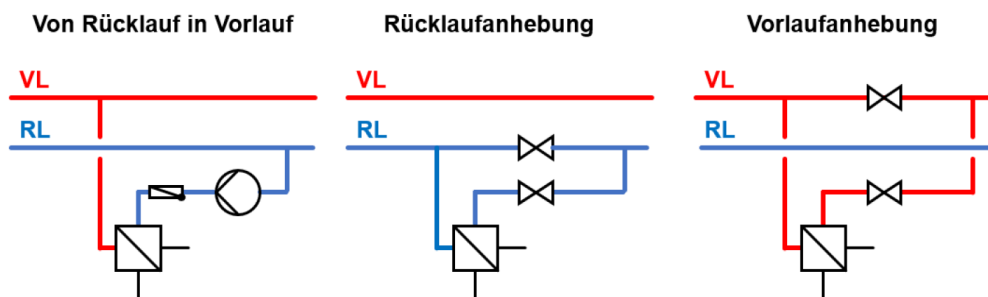 Von Rücklauf in Vorlauf
Rücklaufanhebung
Vorlaufanhebung
VL
VL
VL
RL
RL
RL